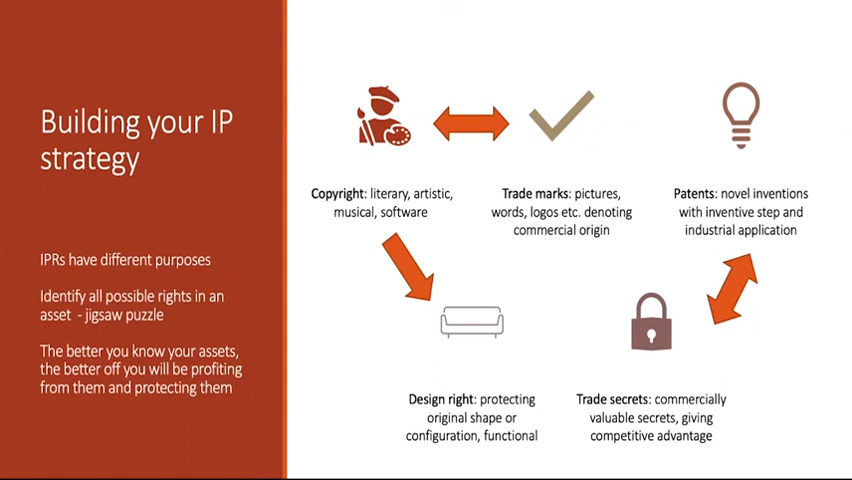 Building your IP
strategy
IPRs have different purposes
Identify all possible rights in an
asset - jigsaw puzzle
The better you know your assets,
the better off you will be profiting
from them and protecting them
Copyright: literary, artistic,
musical, software
Trade marks: pictures,
words, logos etc. denoting
commercial origin
Patents: novel inventions
with inventive step and
industrial application
Design right: protecting
original shape or
configuration, functional
Trade secrets: commercially
valuable secrets, giving
competitive advantage